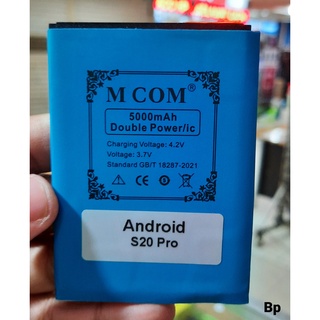 M COM®
5000mAh
Double Power/ic
Charging Voltage: 4.2V
Voltage: 3.7V
Standard GB/T 18287-2021
Android
S20 Pro
Bp